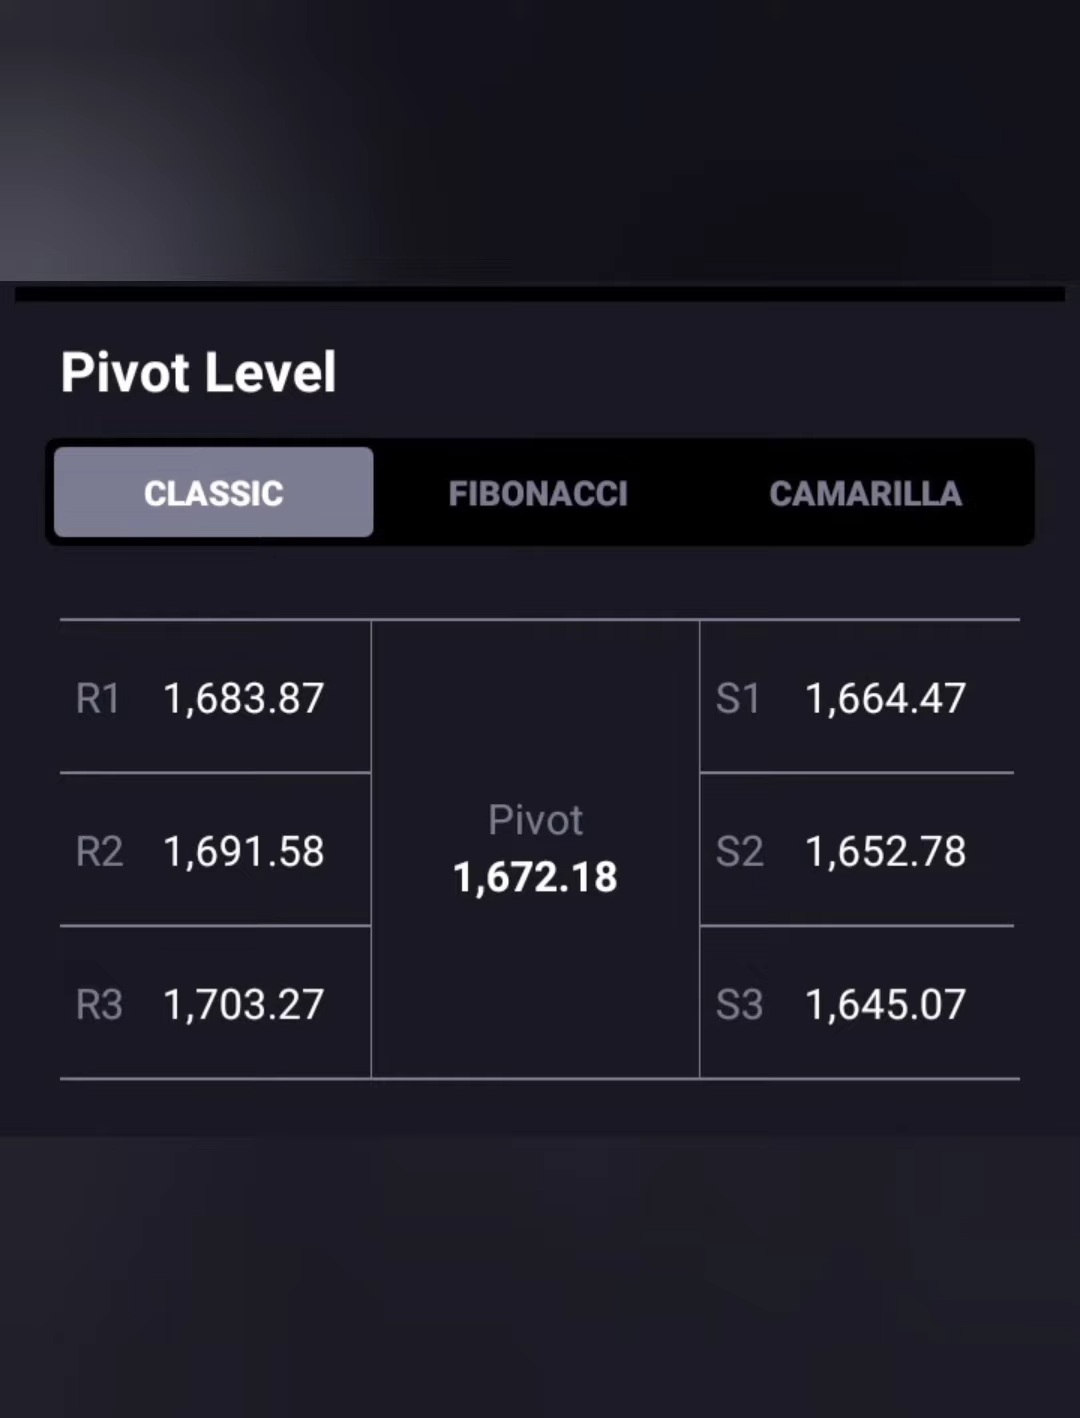 Pivot Level
CLASSIC FIBONACCI CAMARILLA
R1 1,683.87 S1 1,664.47
Pivot
R2 1,691.58 S2 1,652.78
1,672.18
R3 1,703.27 S3 1,645.07